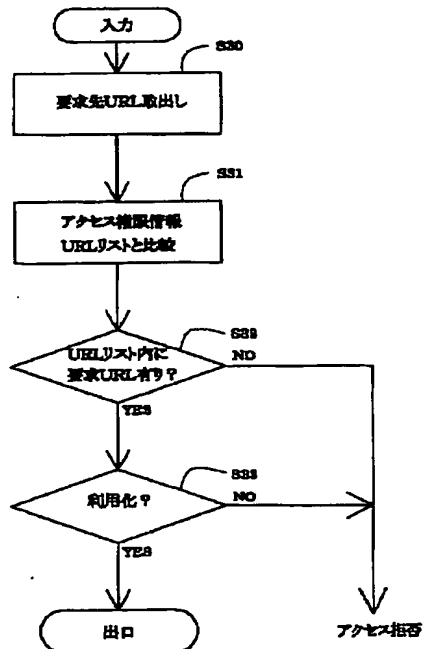 入力
S30
要求先URL取出し
S31
アクセス権限情報
URLリストと比較
S32
URLリスト内に
要求URL有り？
NO
YES
S33
利用化？
NO
YES
出口
アクセス拒否